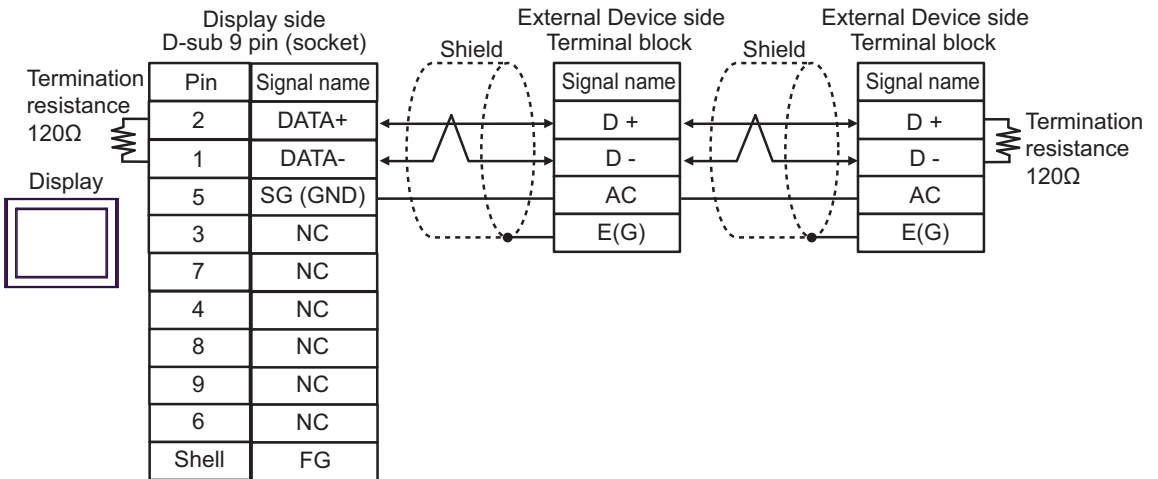 Display side
D-sub 9 pin (socket)
External Device side
Terminal block
External Device side
Terminal block
Shield
Shield
Termination
resistance
120Ω
Display
Pin Signal name
2 DATA+
1 DATA-
5 SG (GND)
3 NC
7 NC
4 NC
8 NC
9 NC
6 NC
Shell FG
Signal name
D +
D -
AC
E(G)
Signal name
D +
D -
AC
E(G)
Termination
resistance
120Ω